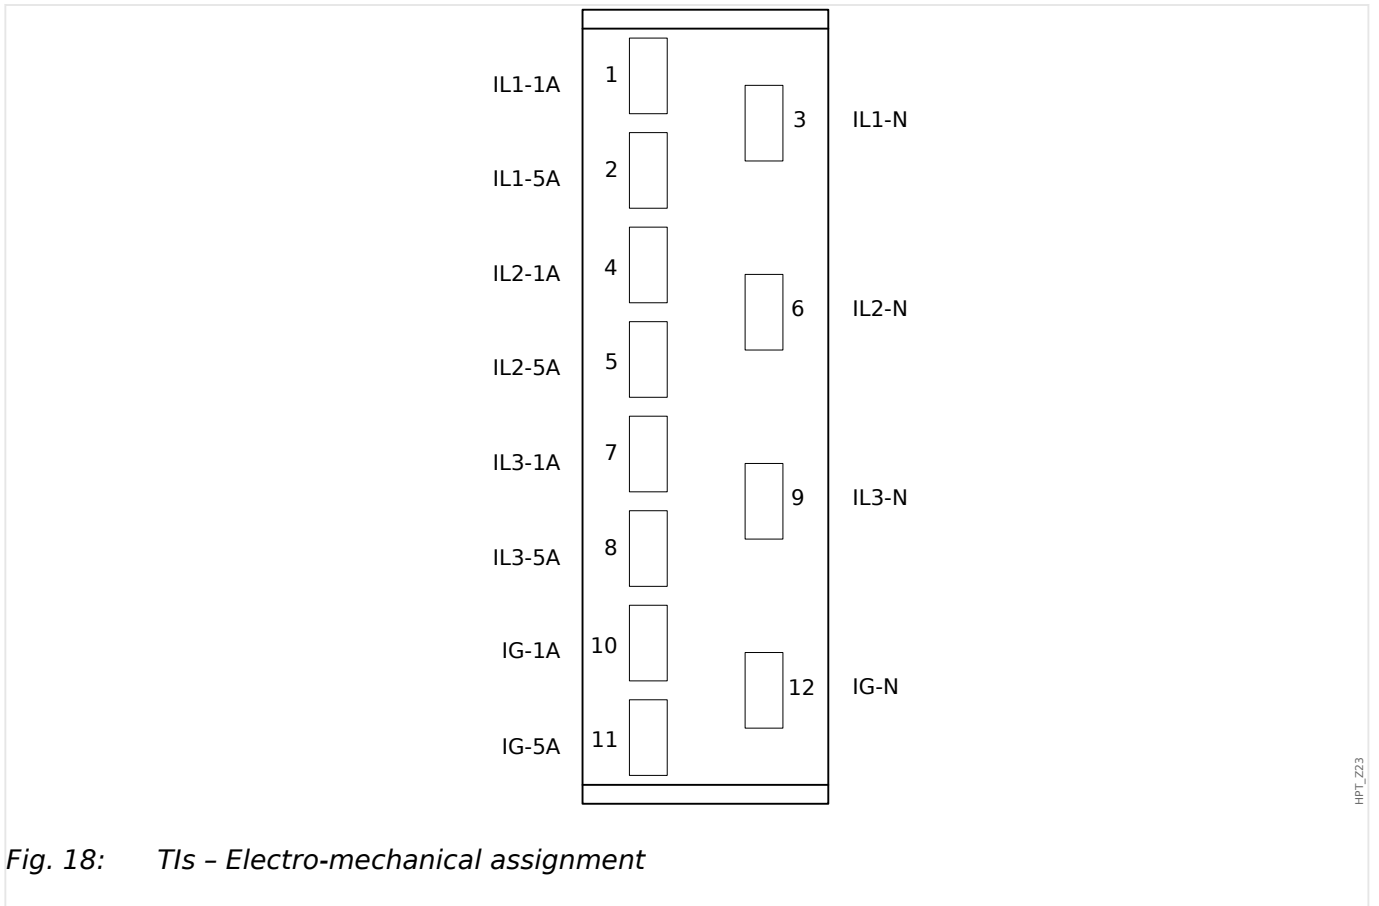 IL1-1A 1
3 IL1-N
IL1-5A 2
IL2-1A 4
6 IL2-N
IL2-5A 5
IL3-1A 7
9 IL3-N
IL3-5A 8
IG-1A 10
12 IG-N
IG-5A 11
HPT_Z23
Fig. 18: TIs – Electro-mechanical assignment